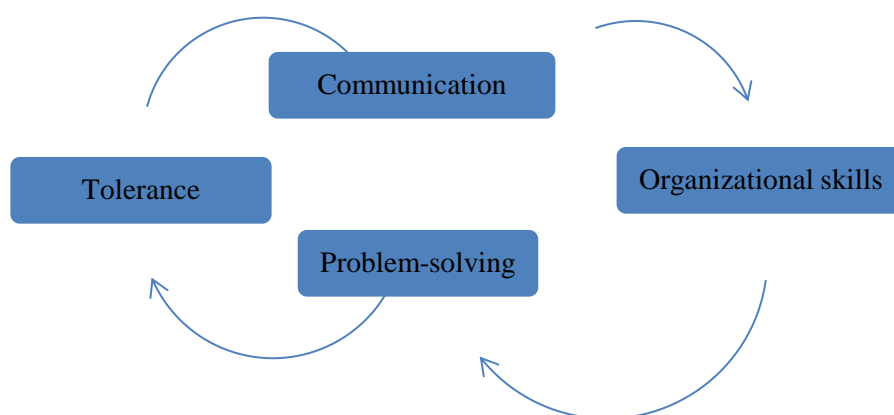 Communication
Organizational skills
Tolerance
Problem-solving